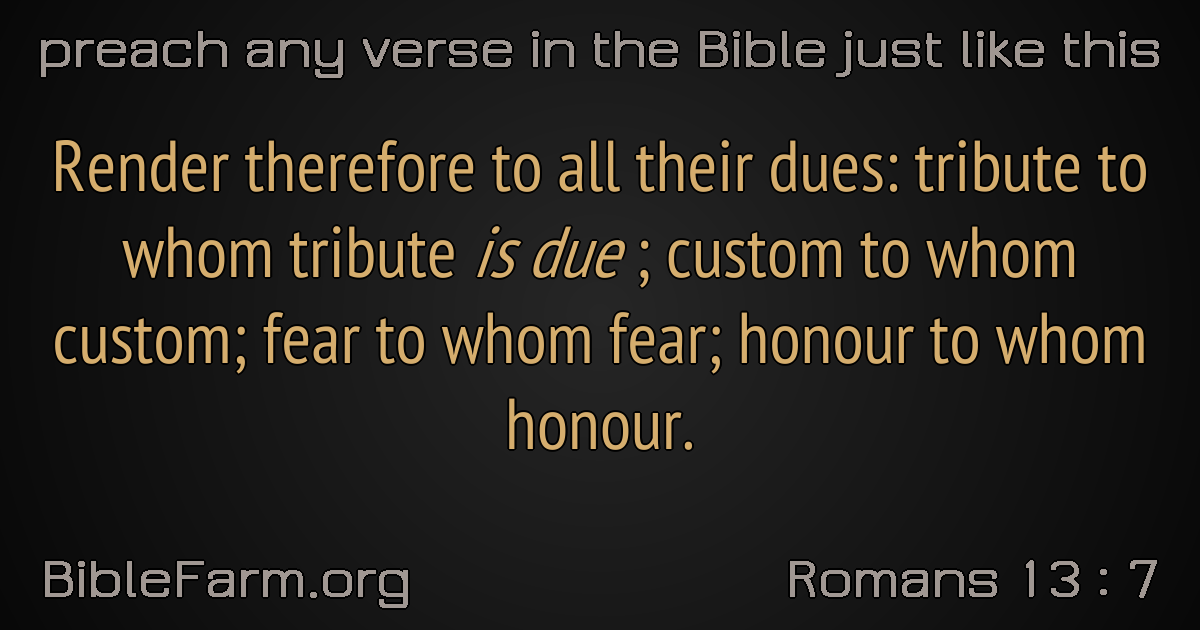 preach any verse in the Bible just like this
Render therefore to all their dues: tribute to
whom tribute is due ; custom to whom
custom; fear to whom fear; honour to whom
honour.
BibleFarm.org
Romans 13 : 7